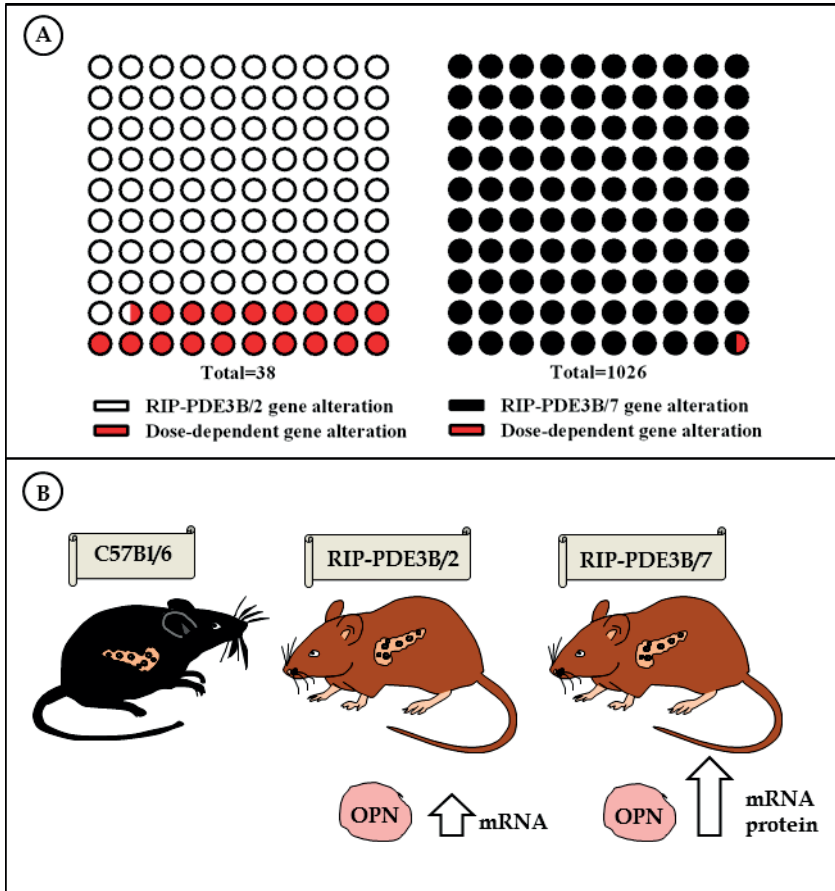 A
Total=38
RIP-PDE3B/2 gene alteration
Dose-dependent gene alteration
Total=1026
RIP-PDE3B/7 gene alteration
Dose-dependent gene alteration
B
C57B1/6
RIP-PDE3B/2
RIP-PDE3B/7
OPN
mRNA
OPN
mRNA
protein